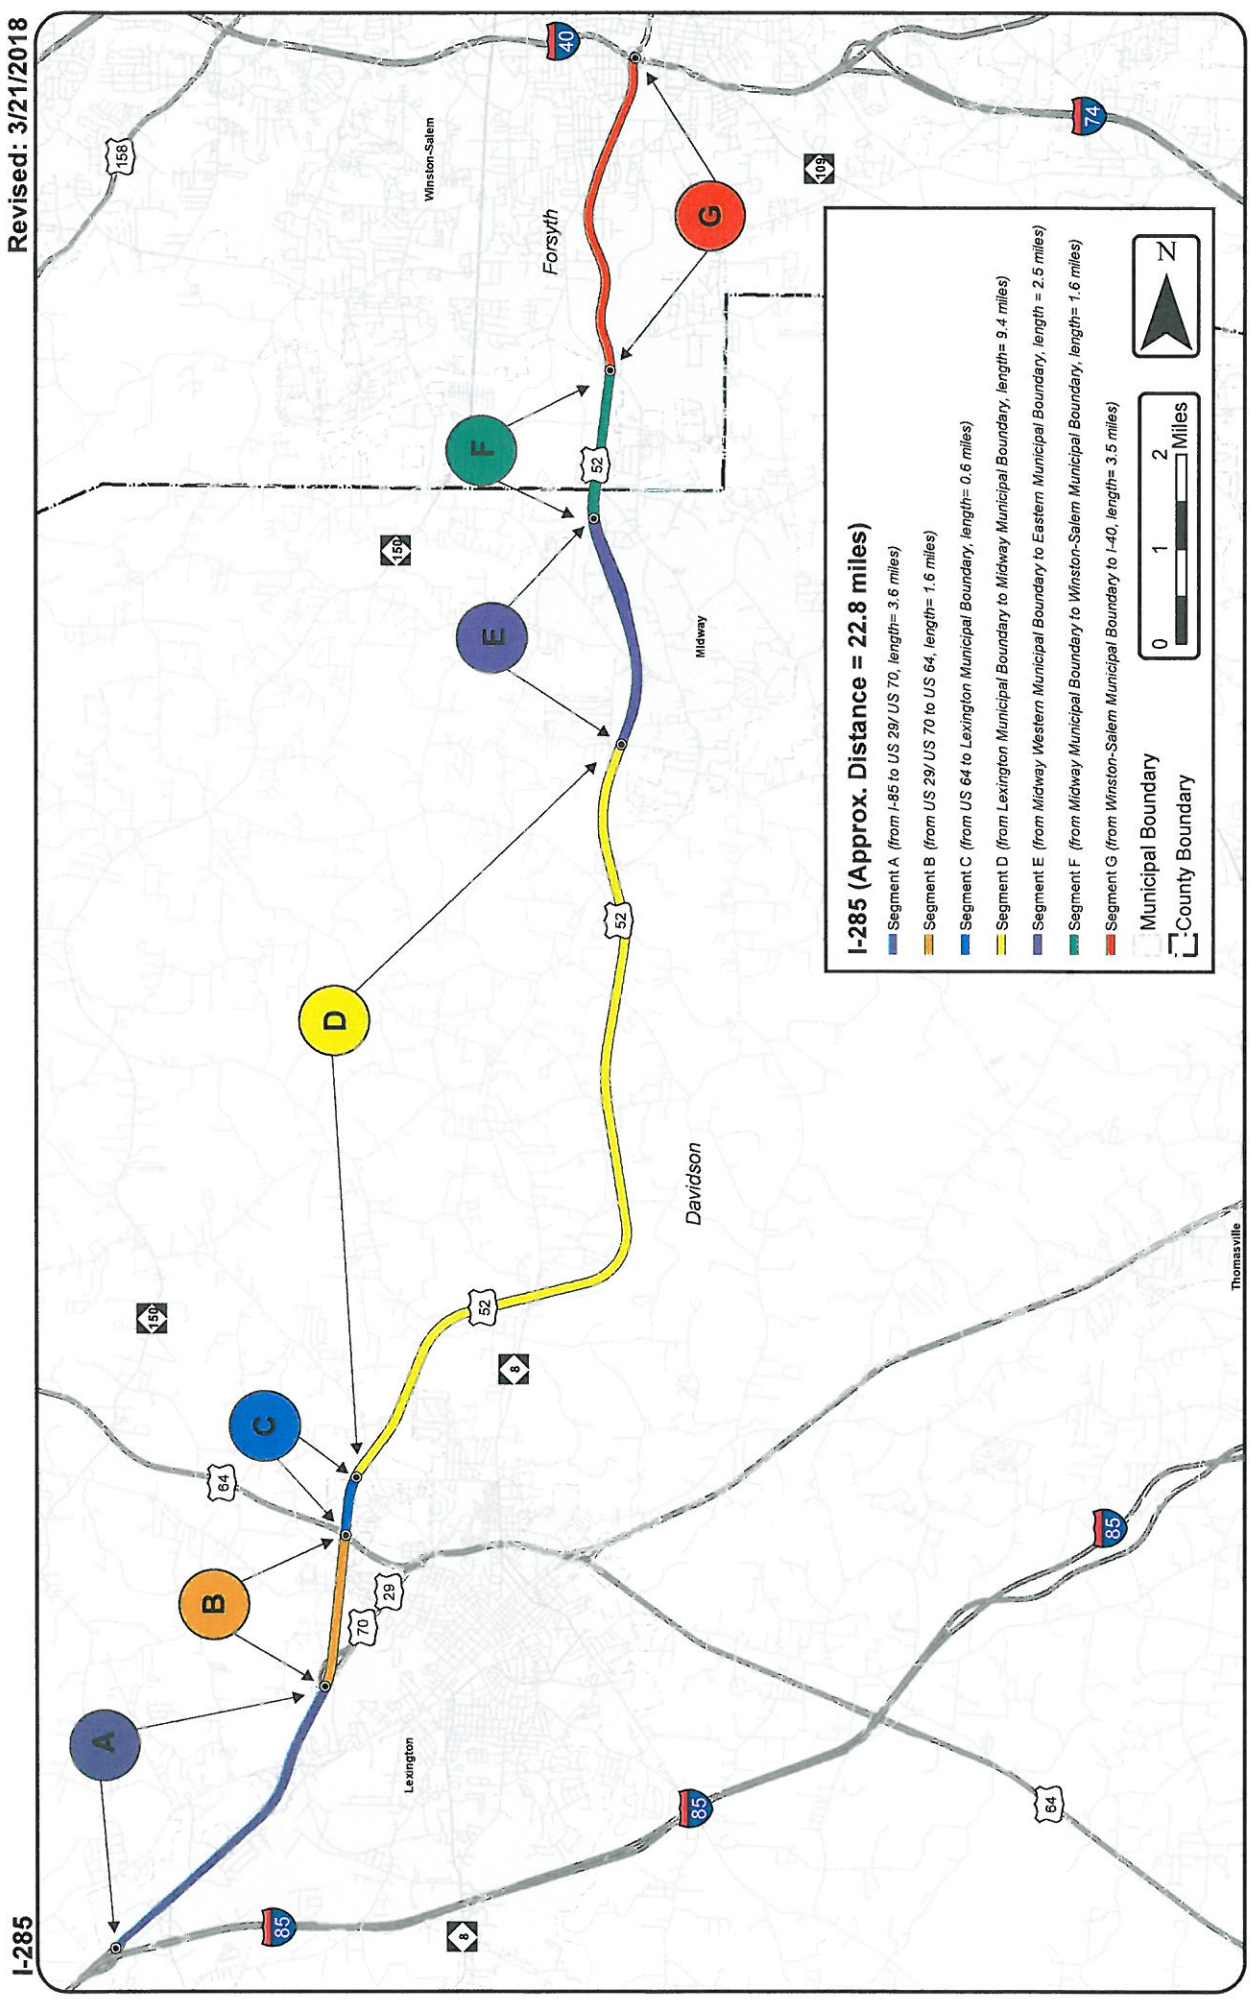 I-285
Revised: 3/21/2018
158
40
Winston-Salem
Forsyth
74
109
G
F
52
150
E
Midway
D
52
Davidson
52
150
8
C
64
B
29
70
A
Lexington
85
8
85
85
64
Thomasville
I-285 (Approx. Distance = 22.8 miles)
Segment A (from I-85 to US 29/ US 70, length= 3.6 miles)
Segment B (from US 29/ US 70 to US 64, length= 1.6 miles)
Segment C (from US 64 to Lexington Municipal Boundary, length= 0.6 miles)
Segment D (from Lexington Municipal Boundary to Midway Municipal Boundary, length= 9.4 miles)
Segment E (from Midway Western Municipal Boundary to Eastern Municipal Boundary, length = 2.5 miles)
Segment F (from Midway Municipal Boundary to Winston-Salem Municipal Boundary, length= 1.6 miles)
Segment G (from Winston-Salem Municipal Boundary to I-40, length= 3.5 miles)
Municipal Boundary
County Boundary
0 1 2
Miles
N